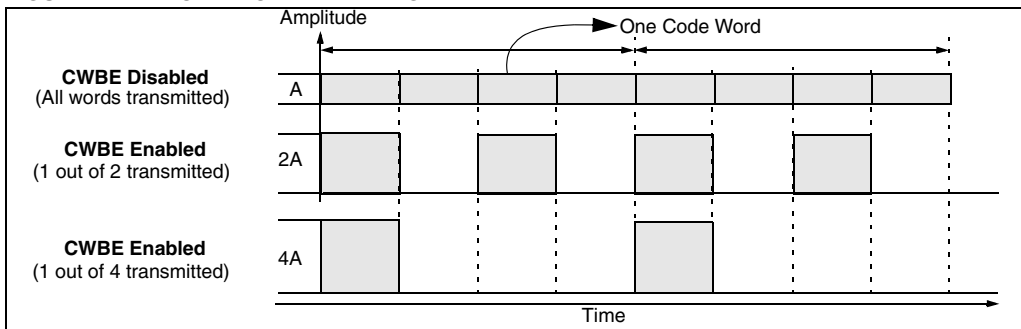 Amplitude
One Code Word
CWBE Disabled
(All words transmitted)
A
CWBE Enabled
(1 out of 2 transmitted)
2A
CWBE Enabled
(1 out of 4 transmitted)
4A
Time